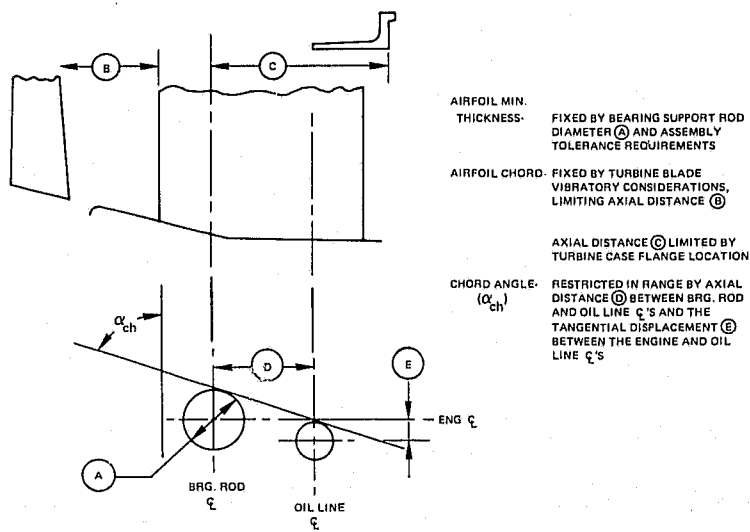 B
C
AIRFOIL MIN.
THICKNESS- FIXED BY BEARING SUPPORT ROD
DIAMETER Ⓐ AND ASSEMBLY
TOLERANCE REQUIREMENTS
AIRFOIL CHORD- FIXED BY TURBINE BLADE
VIBRATORY CONSIDERATIONS,
LIMITING AXIAL DISTANCE Ⓑ
AXIAL DISTANCE Ⓒ LIMITED BY
TURBINE CASE FLANGE LOCATION
CHORD ANGLE- RESTRICTED IN RANGE BY AXIAL
(αch) DISTANCE Ⓓ BETWEEN BRG. ROD
AND OIL LINE ℄'S AND THE
TANGENTIAL DISPLACEMENT Ⓔ
BETWEEN THE ENGINE AND OIL
LINE ℄'S
αch
D
E
ENG ℄
A
BRG. ROD
℄
OIL LINE
℄